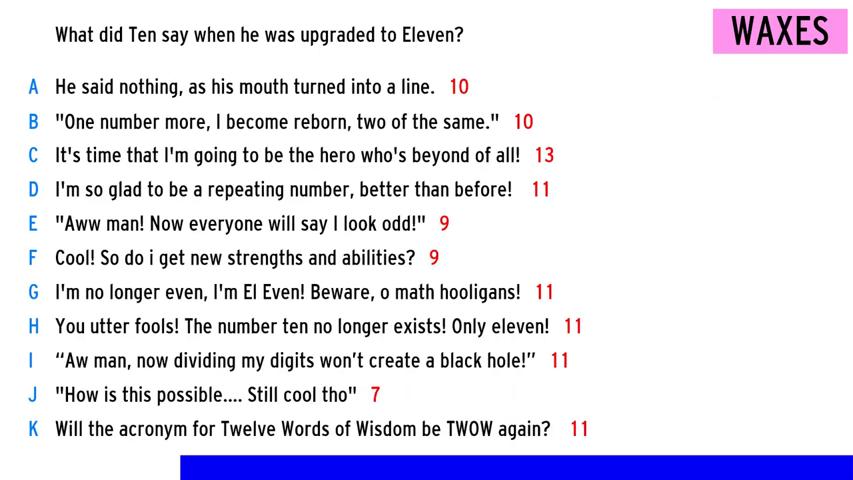 What did Ten say when he was upgraded to Eleven?
WAXES
A He said nothing, as his mouth turned into a line. 10
B "One number more, I become reborn, two of the same." 10
C It's time that I'm going to be the hero who's beyond of all! 13
D I'm so glad to be a repeating number, better than before! 11
E "Aww man! Now everyone will say I look odd!" 9
F Cool! So do i get new strengths and abilities? 9
G I'm no longer even, I'm El Even! Beware, o math hooligans! 11
H You utter fools! The number ten no longer exists! Only eleven! 11
I “Aw man, now dividing my digits won’t create a black hole!” 11
J "How is this possible.... Still cool tho" 7
K Will the acronym for Twelve Words of Wisdom be TWOW again? 11